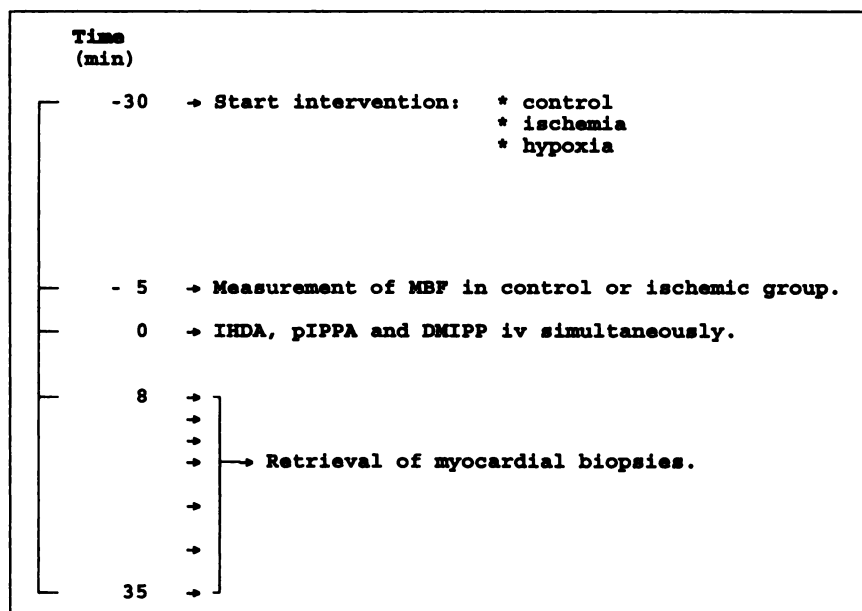 Time
(min)
-30 → Start intervention: * control
* ischemia
* hypoxia
- 5 → Measurement of MBF in control or ischemic group.
0 → IHDA, pIPPA and DMIPP iv simultaneously.
8 →
→
→
→ → Retrieval of myocardial biopsies.
→
→
35 →